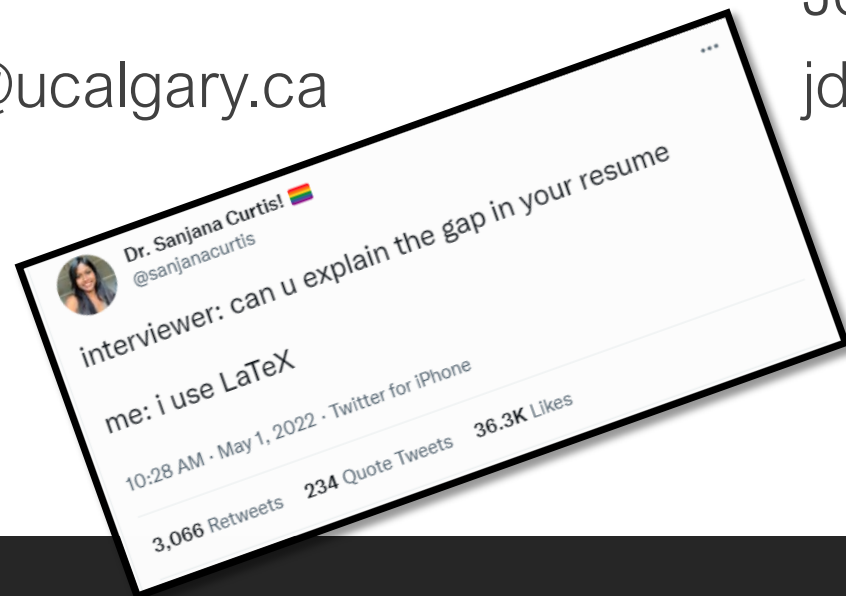 @ucalgary.ca
jd
Dr. Sanjana Curtis! 🏳️‍🌈
@sanjanacurtis
interviewer: can u explain the gap in your resume
me: i use LaTeX
10:28 AM · May 1, 2022 · Twitter for iPhone
3,066 Retweets 234 Quote Tweets 36.3K Likes